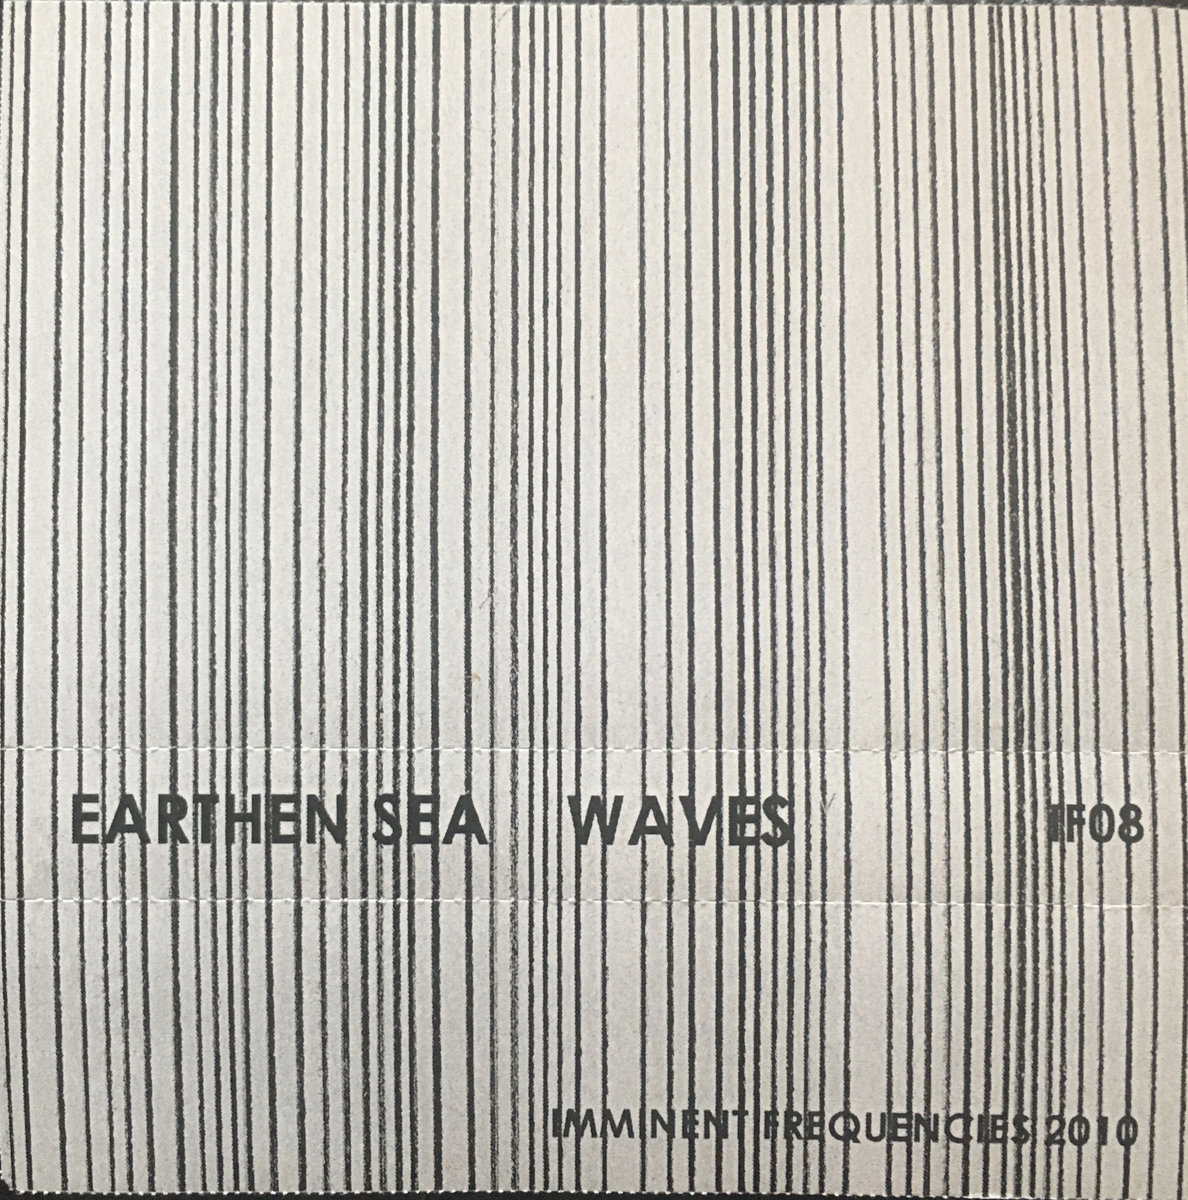 EARTHEN SEA WAVES IF08
IMMINENT FREQUENCIES 2010